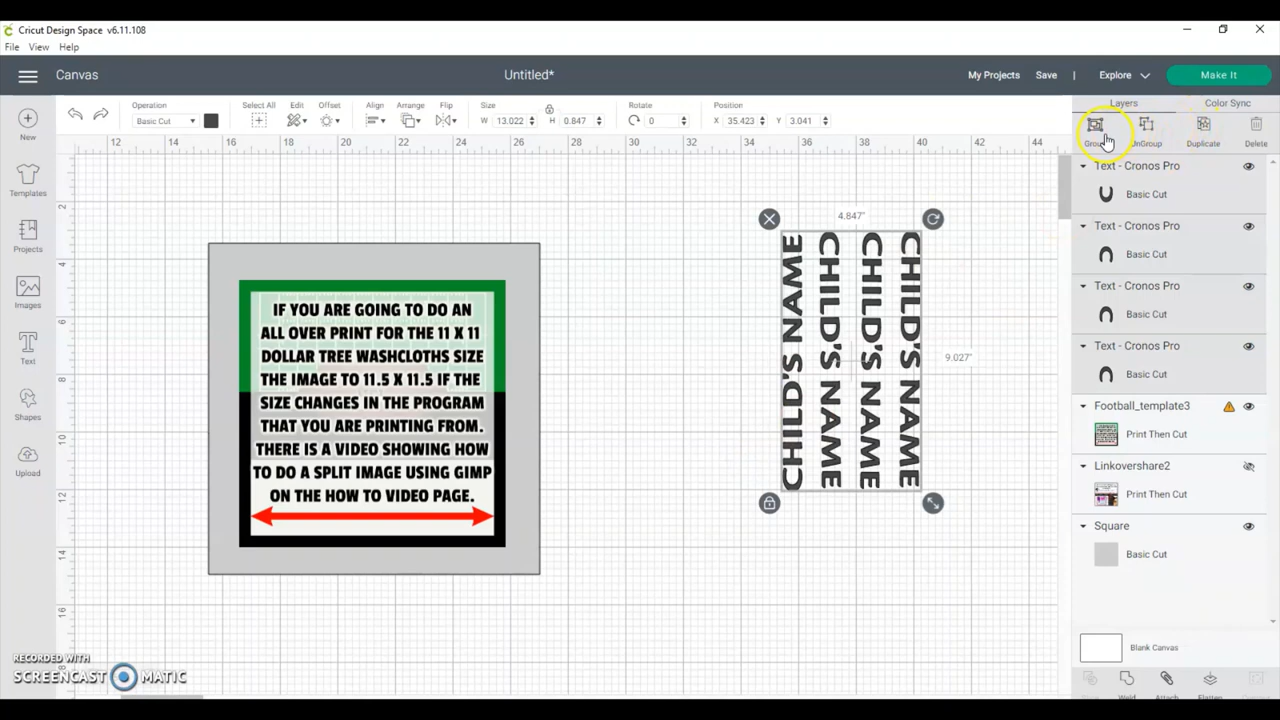 Cricut Design Space v6.11.108
File View Help
Canvas
Untitled*
My Projects Save | Explore Make It
New
Templates
Projects
Images
Text
Shapes
Upload
Operation
Basic Cut
Select All
Edit
Offset
Align
Arrange
Flip
Size
W 13.022 H 0.847
Rotate
0
Position
X 35.423 Y 3.041
Layers Color Sync
UnGroup Duplicate Delete
12 14 16 18 20 22 24 26 28 30 32 34 36 38 40 42 44
2
4
6
8
10
12
14
16
IF YOU ARE GOING TO DO AN
ALL OVER PRINT FOR THE 11 X 11
DOLLAR TREE WASHCLOTHS SIZE
THE IMAGE TO 11.5 X 11.5 IF THE
SIZE CHANGES IN THE PROGRAM
THAT YOU ARE PRINTING FROM.
THERE IS A VIDEO SHOWING HOW
TO DO A SPLIT IMAGE USING GIMP
ON THE HOW TO VIDEO PAGE.
4.847"
9.027"
CHILD'S NAME
CHILD'S NAME
CHILD'S NAME
CHILD'S NAME
Text - Cronos Pro
Basic Cut
Text - Cronos Pro
Basic Cut
Text - Cronos Pro
Basic Cut
Text - Cronos Pro
Basic Cut
Football_template3
Print Then Cut
Linkovershare2
Print Then Cut
Square
Basic Cut
Blank Canvas
Weld Attach Flatten
RECORDED WITH
SCREENCAST MATIC